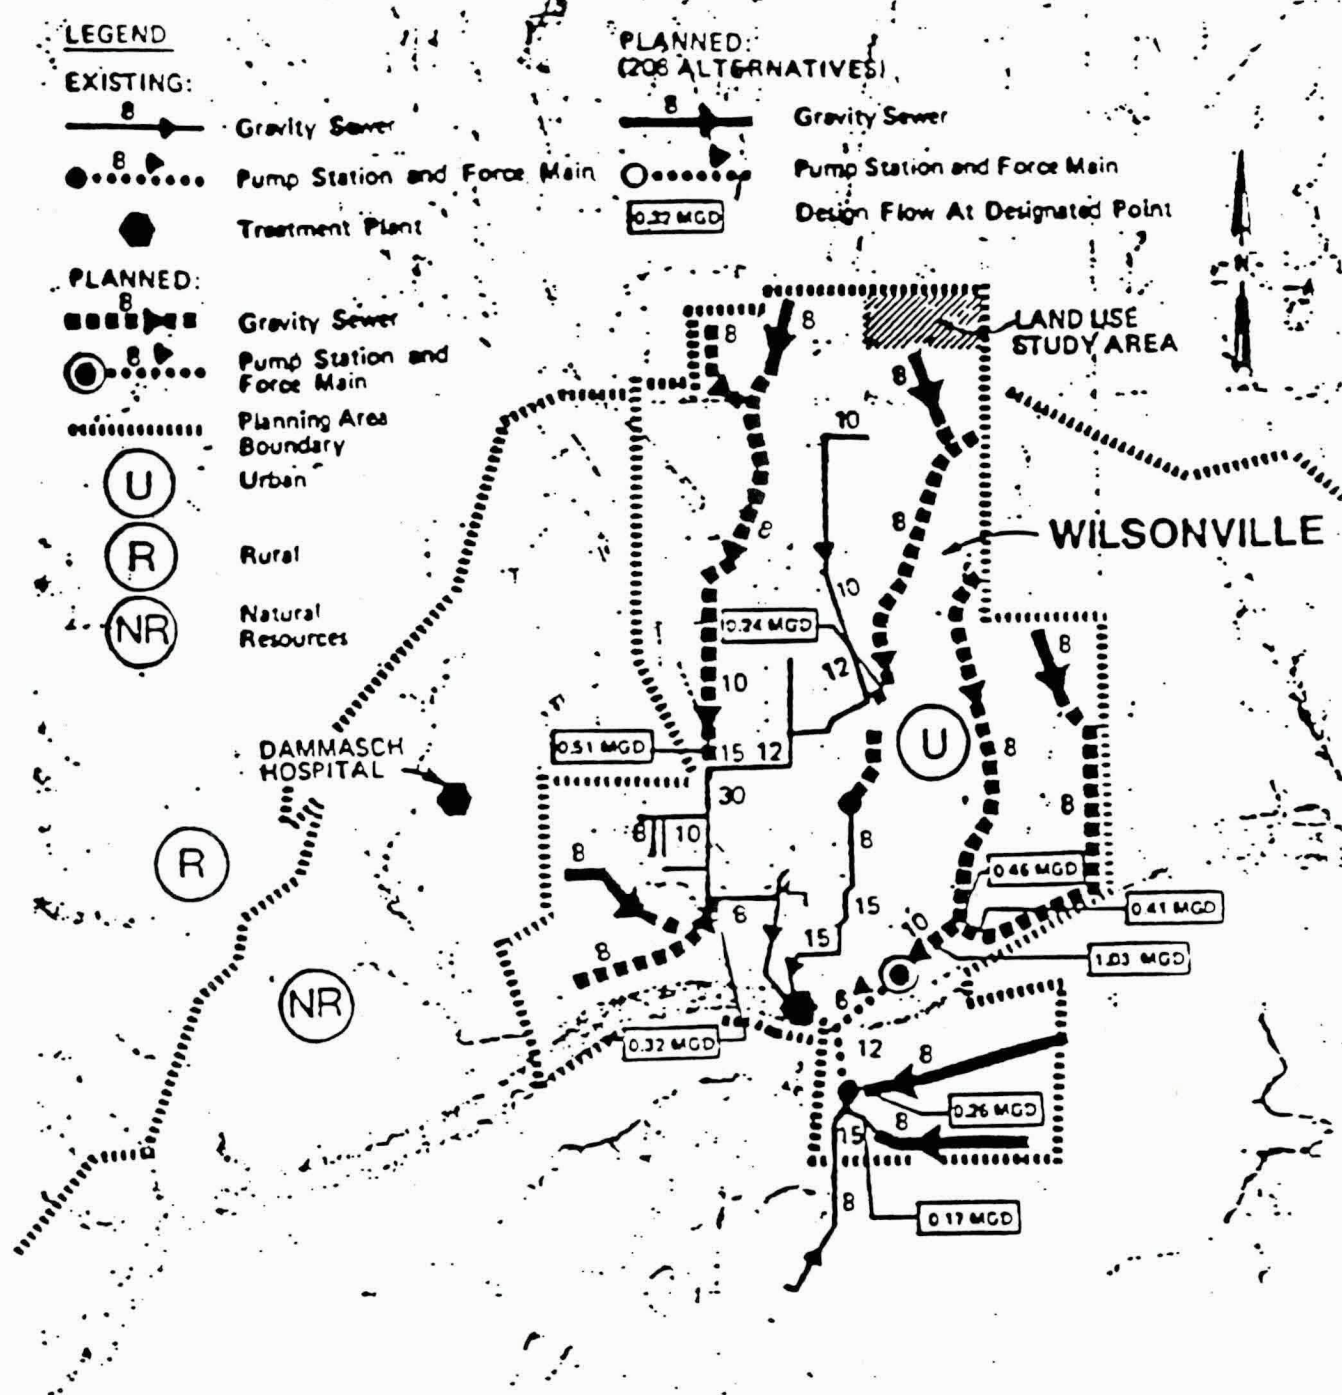 LEGEND
EXISTING:
8
Gravity Sewer
8
Pump Station and Force Main
Treatment Plant
PLANNED:
8
Gravity Sewer
8
Pump Station and
Force Main
Planning Area
Boundary
U
Urban
R
Rural
NR
Natural
Resources
PLANNED:
(208 ALTERNATIVES)
8
Gravity Sewer
Pump Station and Force Main
0.32 MGD
Design Flow At Designated Point
N
LAND USE
STUDY AREA
8
8
8
10
8
8
WILSONVILLE
10
0.24 MGD
8
12
10
U
0.51 MGD
15
12
8
DAMMASCH
HOSPITAL
30
8
8
10
8
R
8
0.46 MGD
15
0.41 MGD
8
10
15
8
1.03 MGD
NR
8
0.32 MGD
12
8
0.26 MGD
8
15
8
0.17 MGD